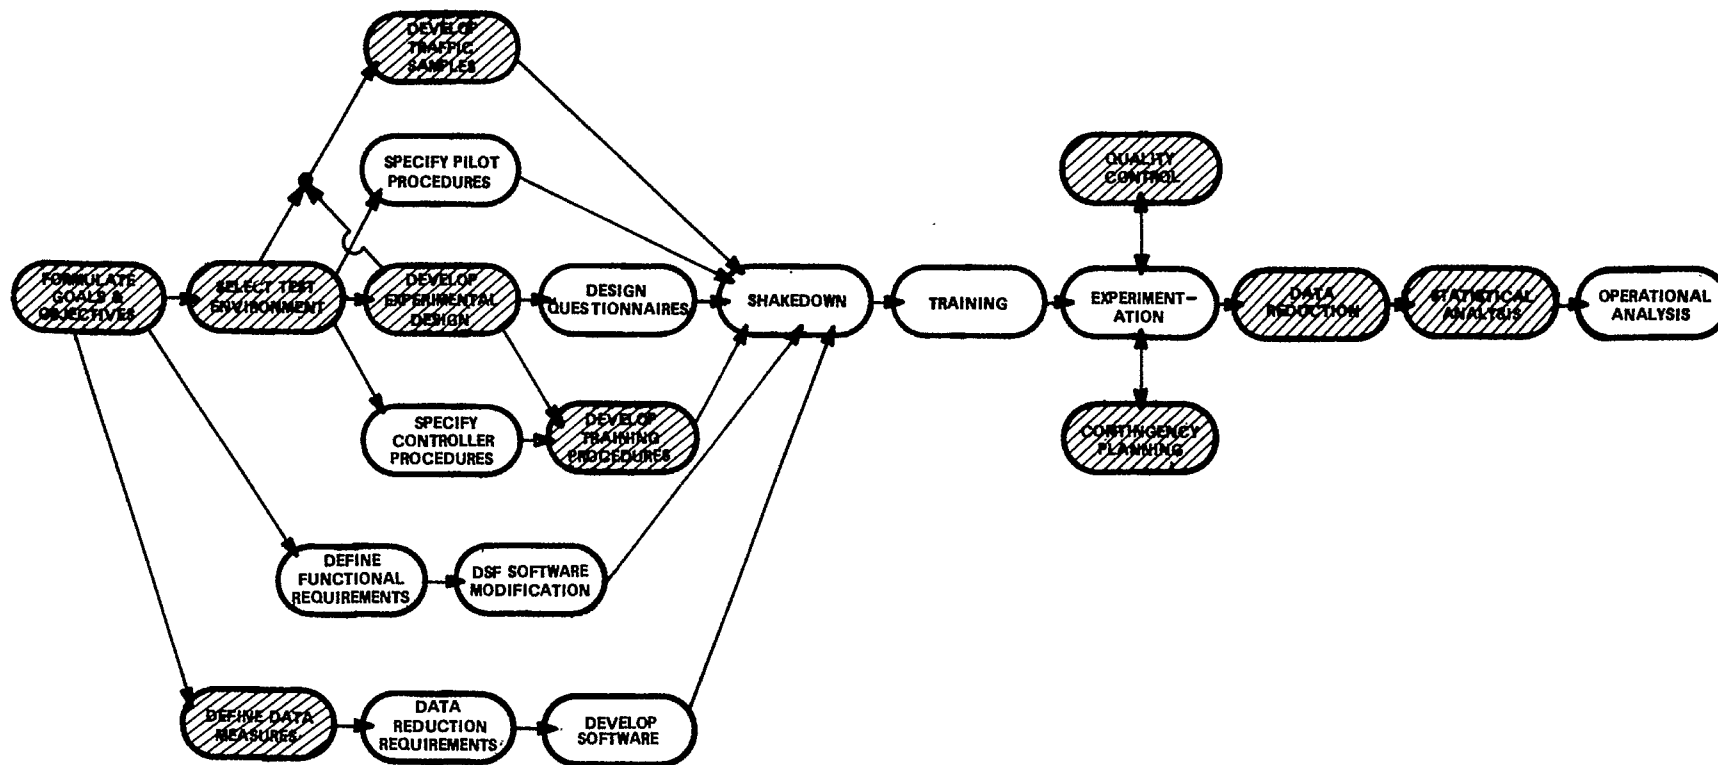 DEVELOP
TRAFFIC
SAMPLES
SPECIFY PILOT
PROCEDURES
QUALITY
CONTROL
FORMULATE
GOALS &
OBJECTIVES
SELECT TEST
ENVIRONMENT
DEVELOP
EXPERIMENTAL
DESIGN
DESIGN
QUESTIONNAIRES
SHAKEDOWN
TRAINING
EXPERIMENT-
ATION
DATA
REDUCTION
STATISTICAL
ANALYSIS
OPERATIONAL
ANALYSIS
SPECIFY
CONTROLLER
PROCEDURES
DEVELOP
TRAINING
PROCEDURES
CONTINGENCY
PLANNING
DEFINE
FUNCTIONAL
REQUIREMENTS
DSF SOFTWARE
MODIFICATION
DEFINE DATA
MEASURES
DATA
REDUCTION
REQUIREMENTS
DEVELOP
SOFTWARE